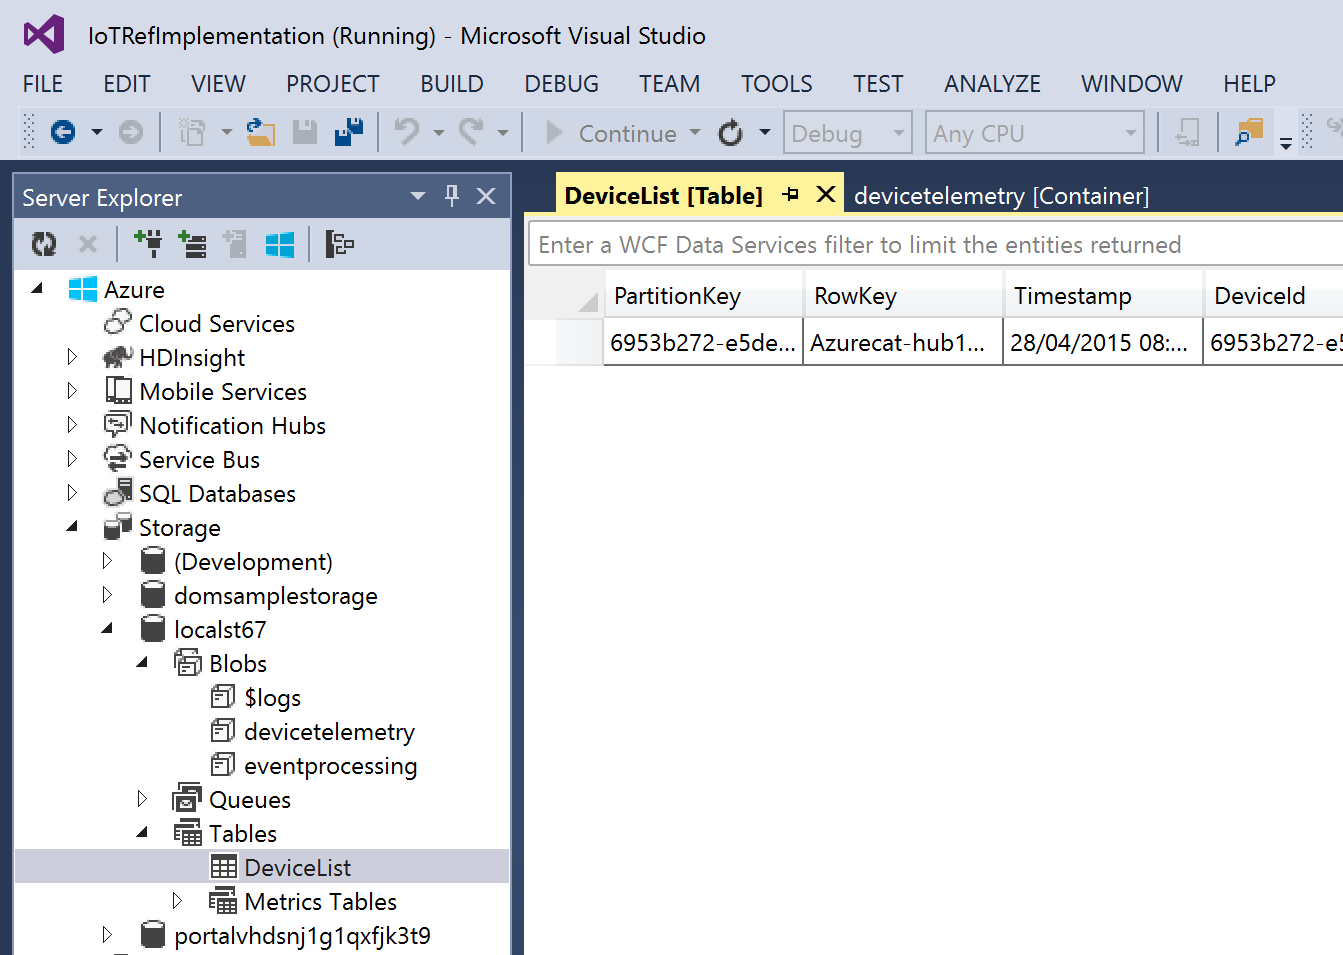 IoTRefImplementation (Running) - Microsoft Visual Studio
FILE EDIT VIEW PROJECT BUILD DEBUG TEAM TOOLS TEST ANALYZE WINDOW HELP
Continue Debug Any CPU
Server Explorer
DeviceList [Table] devicetelemetry [Container]
Enter a WCF Data Services filter to limit the entities returned
PartitionKey RowKey Timestamp DeviceId
6953b272-e5de... Azurecat-hub1... 28/04/2015 08:... 6953b272-e5
Azure
Cloud Services
HDInsight
Mobile Services
Notification Hubs
Service Bus
SQL Databases
Storage
(Development)
domsamplestorage
localst67
Blobs
$logs
devicetelemetry
eventprocessing
Queues
Tables
DeviceList
Metrics Tables
portalvhdsnj1g1qxfjk3t9